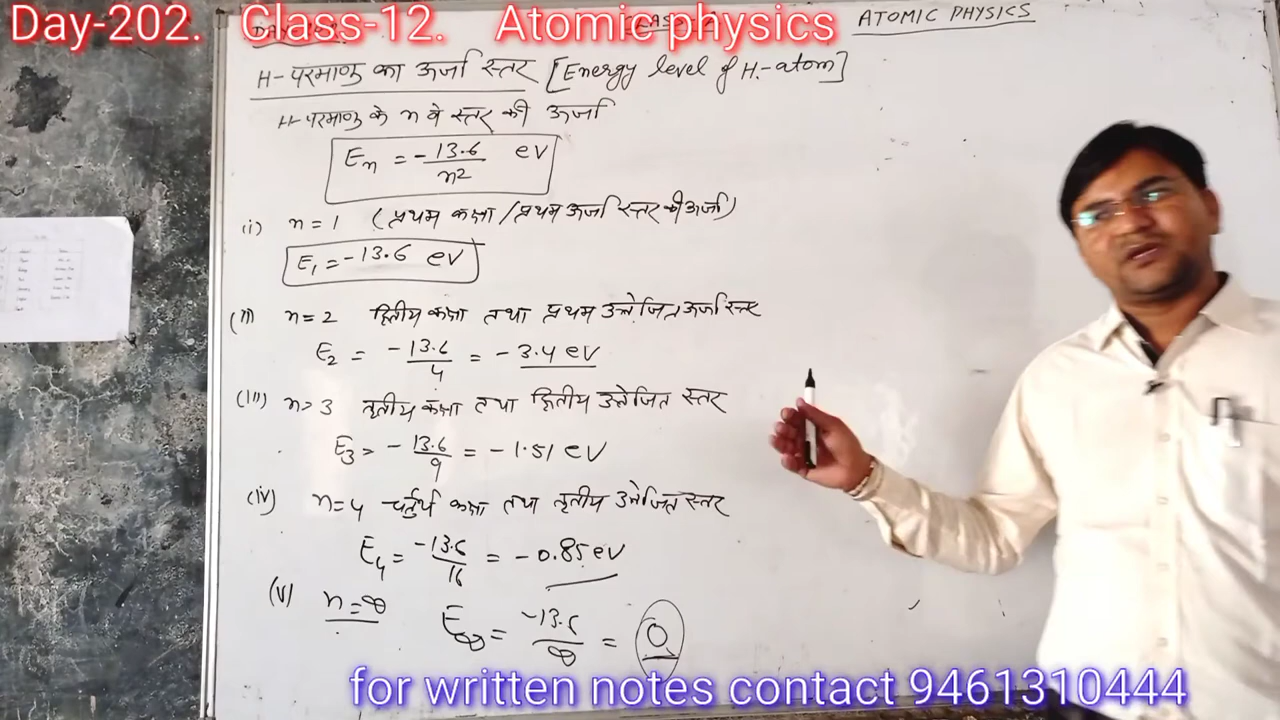 Day-202. Class-12. Atomic physics
ATOMIC PHYSICS
H-परमाणु का ऊर्जा स्तर [Energy level of H-atom]
H-परमाणु के n वे स्तर की ऊर्जा
En = -13.6/n² eV
(i) n = 1 (प्रथम कक्षा/प्रथम ऊर्जा स्तर की ऊर्जा)
E₁ = -13.6 eV
(ii) n = 2 द्वितीय कक्षा तथा प्रथम उत्तेजित ऊर्जा स्तर
E₂ = -13.6/4 = -3.4 eV
(iii) n = 3 तृतीय कक्षा तथा द्वितीय उत्तेजित स्तर
E₃ = -13.6/9 = -1.51 eV
(iv) n = 4 चर्तुर्थ कक्षा तथा तृतीय उत्तेजित स्तर
E₄ = -13.6/16 = -0.85 eV
(v) n = ∞ E∞ = -13.6/∞ = 0
for written notes contact 9461310444